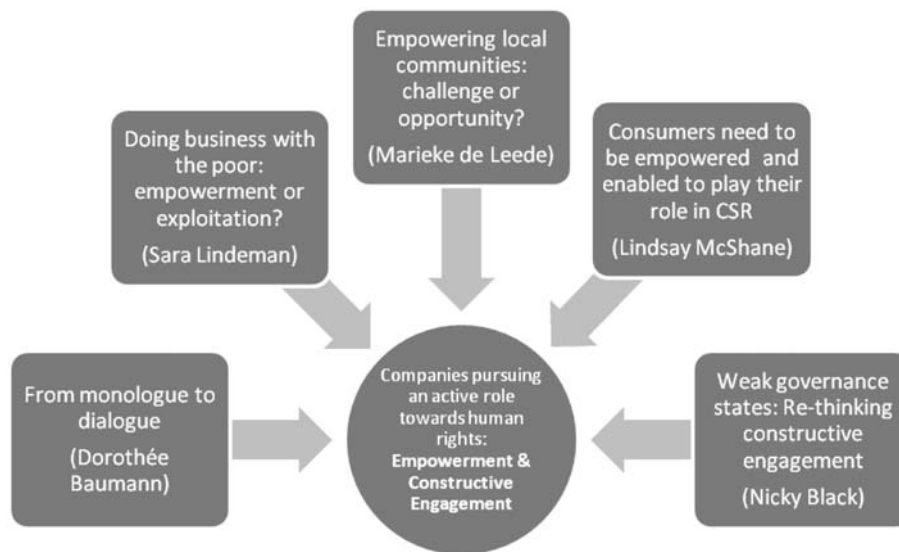 From monologue to
dialogue
(Dorothée
Baumann)
Doing business with
the poor:
empowerment or
exploitation?
(Sara Lindeman)
Empowering local
communities:
challenge or
opportunity?
(Marieke de Leede)
Consumers need to
be empowered and
enabled to play their
role in CSR
(Lindsay McShane)
Weak governance
states: Re-thinking
constructive
engagement
(Nicky Black)
Companies pursuing
an active role
towards human
rights:
Empowerment &
Constructive
Engagement